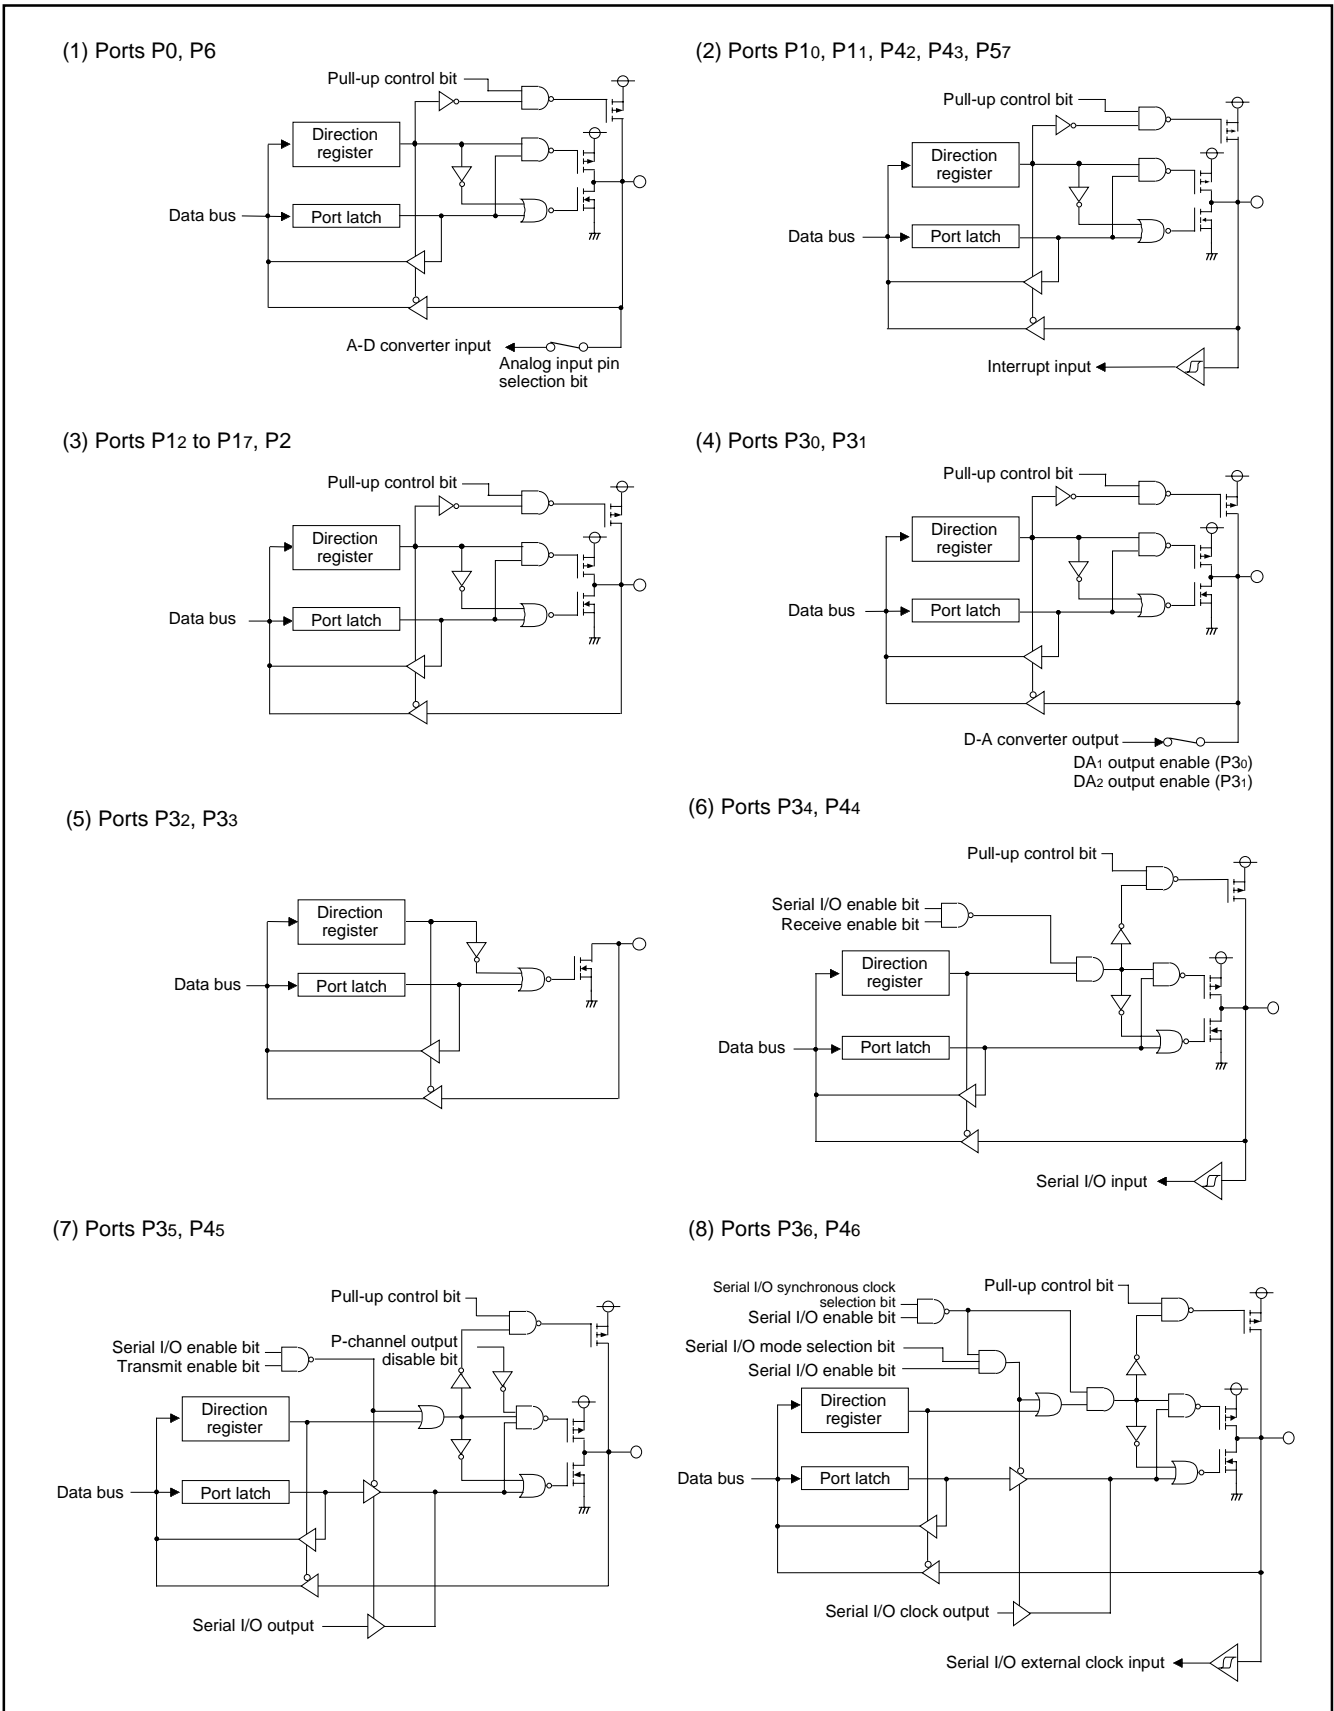 (1) Ports P0, P6
Pull-up control bit
Direction
register
Data bus
Port latch
A-D converter input
Analog input pin
selection bit
(2) Ports P10, P11, P42, P43, P57
Pull-up control bit
Direction
register
Data bus
Port latch
Interrupt input
(3) Ports P12 to P17, P2
Pull-up control bit
Direction
register
Data bus
Port latch
(4) Ports P30, P31
Pull-up control bit
Direction
register
Data bus
Port latch
D-A converter output
DA1 output enable (P30)
DA2 output enable (P31)
(5) Ports P32, P33
Direction
register
Data bus
Port latch
(6) Ports P34, P44
Pull-up control bit
Serial I/O enable bit
Receive enable bit
Direction
register
Data bus
Port latch
Serial I/O input
(7) Ports P35, P45
Pull-up control bit
Serial I/O enable bit
Transmit enable bit
P-channel output
disable bit
Direction
register
Data bus
Port latch
Serial I/O output
(8) Ports P36, P46
Serial I/O synchronous clock
selection bit
Serial I/O enable bit
Pull-up control bit
Serial I/O mode selection bit
Serial I/O enable bit
Direction
register
Data bus
Port latch
Serial I/O clock output
Serial I/O external clock input